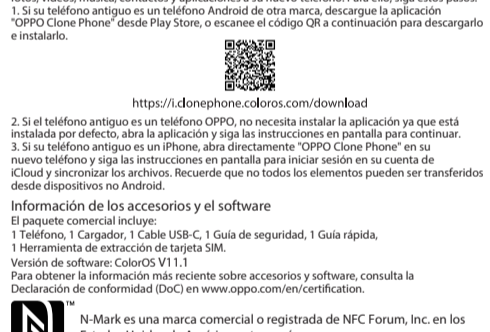 1. Si su teléfono antiguo es un teléfono Android de otra marca, descargue la aplicación
"OPPO Clone Phone" desde Play Store, o escanee el código QR a continuación para descargarlo
e instalarlo.
https://i.clonephone.coloros.com/download
2. Si el teléfono antiguo es un teléfono OPPO, no necesita instalar la aplicación ya que está
instalada por defecto, abra la aplicación y siga las instrucciones en pantalla para continuar.
3. Si su teléfono antiguo es un iPhone, abra directamente "OPPO Clone Phone" en su
nuevo teléfono y siga las instrucciones en pantalla para iniciar sesión en su cuenta de
iCloud y sincronizar los archivos. Recuerde que no todos los elementos pueden ser transferidos
desde dispositivos no Android.
Información de los accesorios y el software
El paquete comercial incluye:
1 Teléfono, 1 Cargador, 1 Cable USB-C, 1 Guía de seguridad, 1 Guía rápida,
1 Herramienta de extracción de tarjeta SIM.
Versión de software: ColorOS V11.1
Para obtener la información más reciente sobre accesorios y software, consulta la
Declaración de conformidad (DoC) en www.oppo.com/en/certification.
TM
N-Mark es una marca comercial o registrada de NFC Forum, Inc. en los